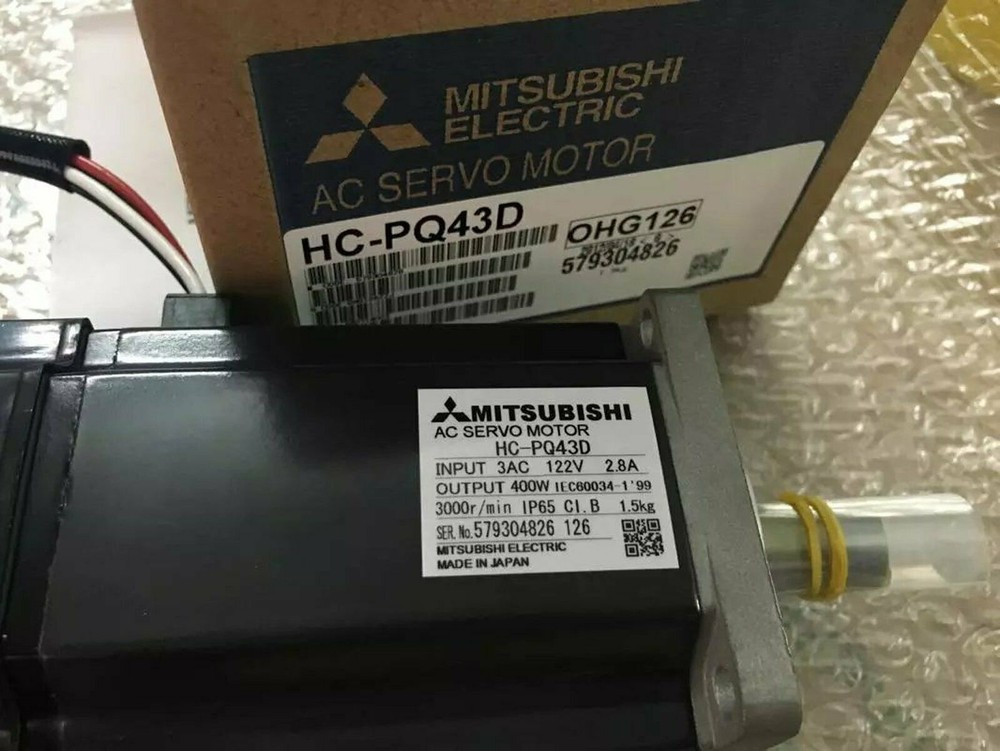 MITSUBISHI
ELECTRIC
AC SERVO MOTOR
HC-PQ43D
OHG126
579304826
MITSUBISHI
AC SERVO MOTOR
HC-PQ43D
INPUT 3AC 122V 2.8A
OUTPUT 400W IEC60034-1'99
3000r/min IP65 CI.B 1.5kg
SER.No.579304826 126
MITSUBISHI ELECTRIC
MADE IN JAPAN